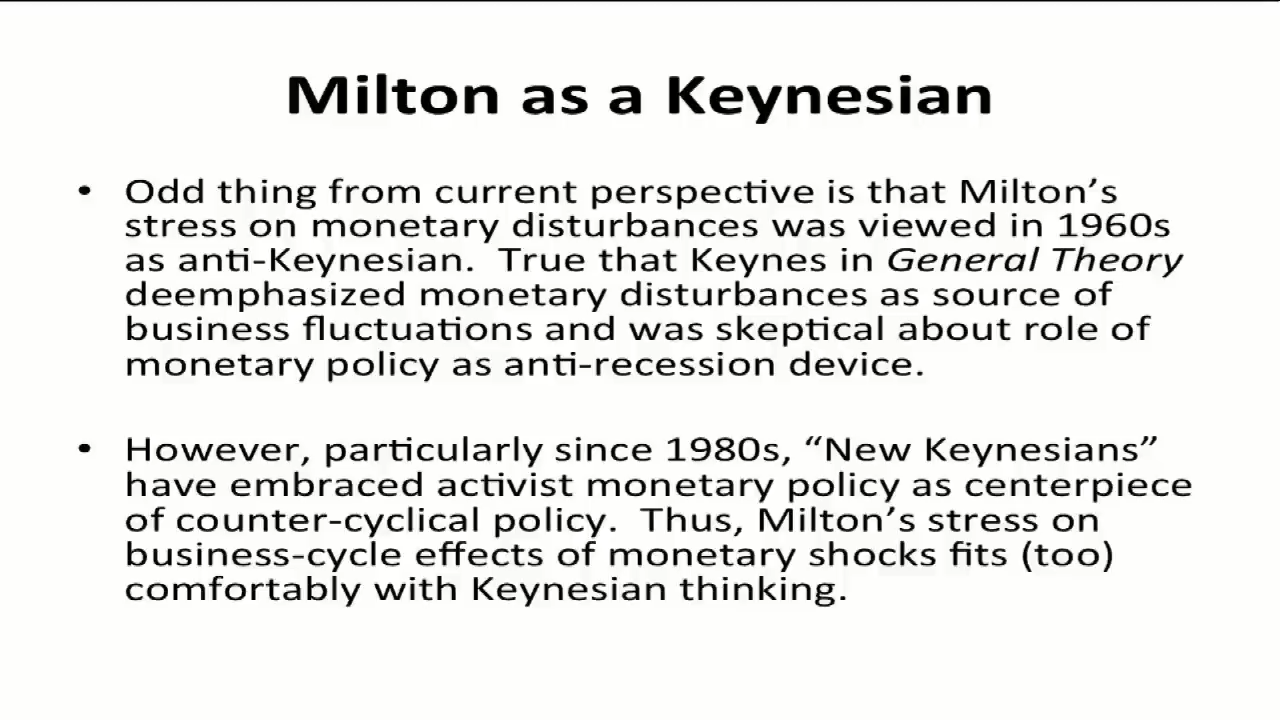 Milton as a Keynesian
• Odd thing from current perspective is that Milton’s
stress on monetary disturbances was viewed in 1960s
as anti-Keynesian. True that Keynes in General Theory
deemphasized monetary disturbances as source of
business fluctuations and was skeptical about role of
monetary policy as anti-recession device.
• However, particularly since 1980s, “New Keynesians”
have embraced activist monetary policy as centerpiece
of counter-cyclical policy. Thus, Milton’s stress on
business-cycle effects of monetary shocks fits (too)
comfortably with Keynesian thinking.